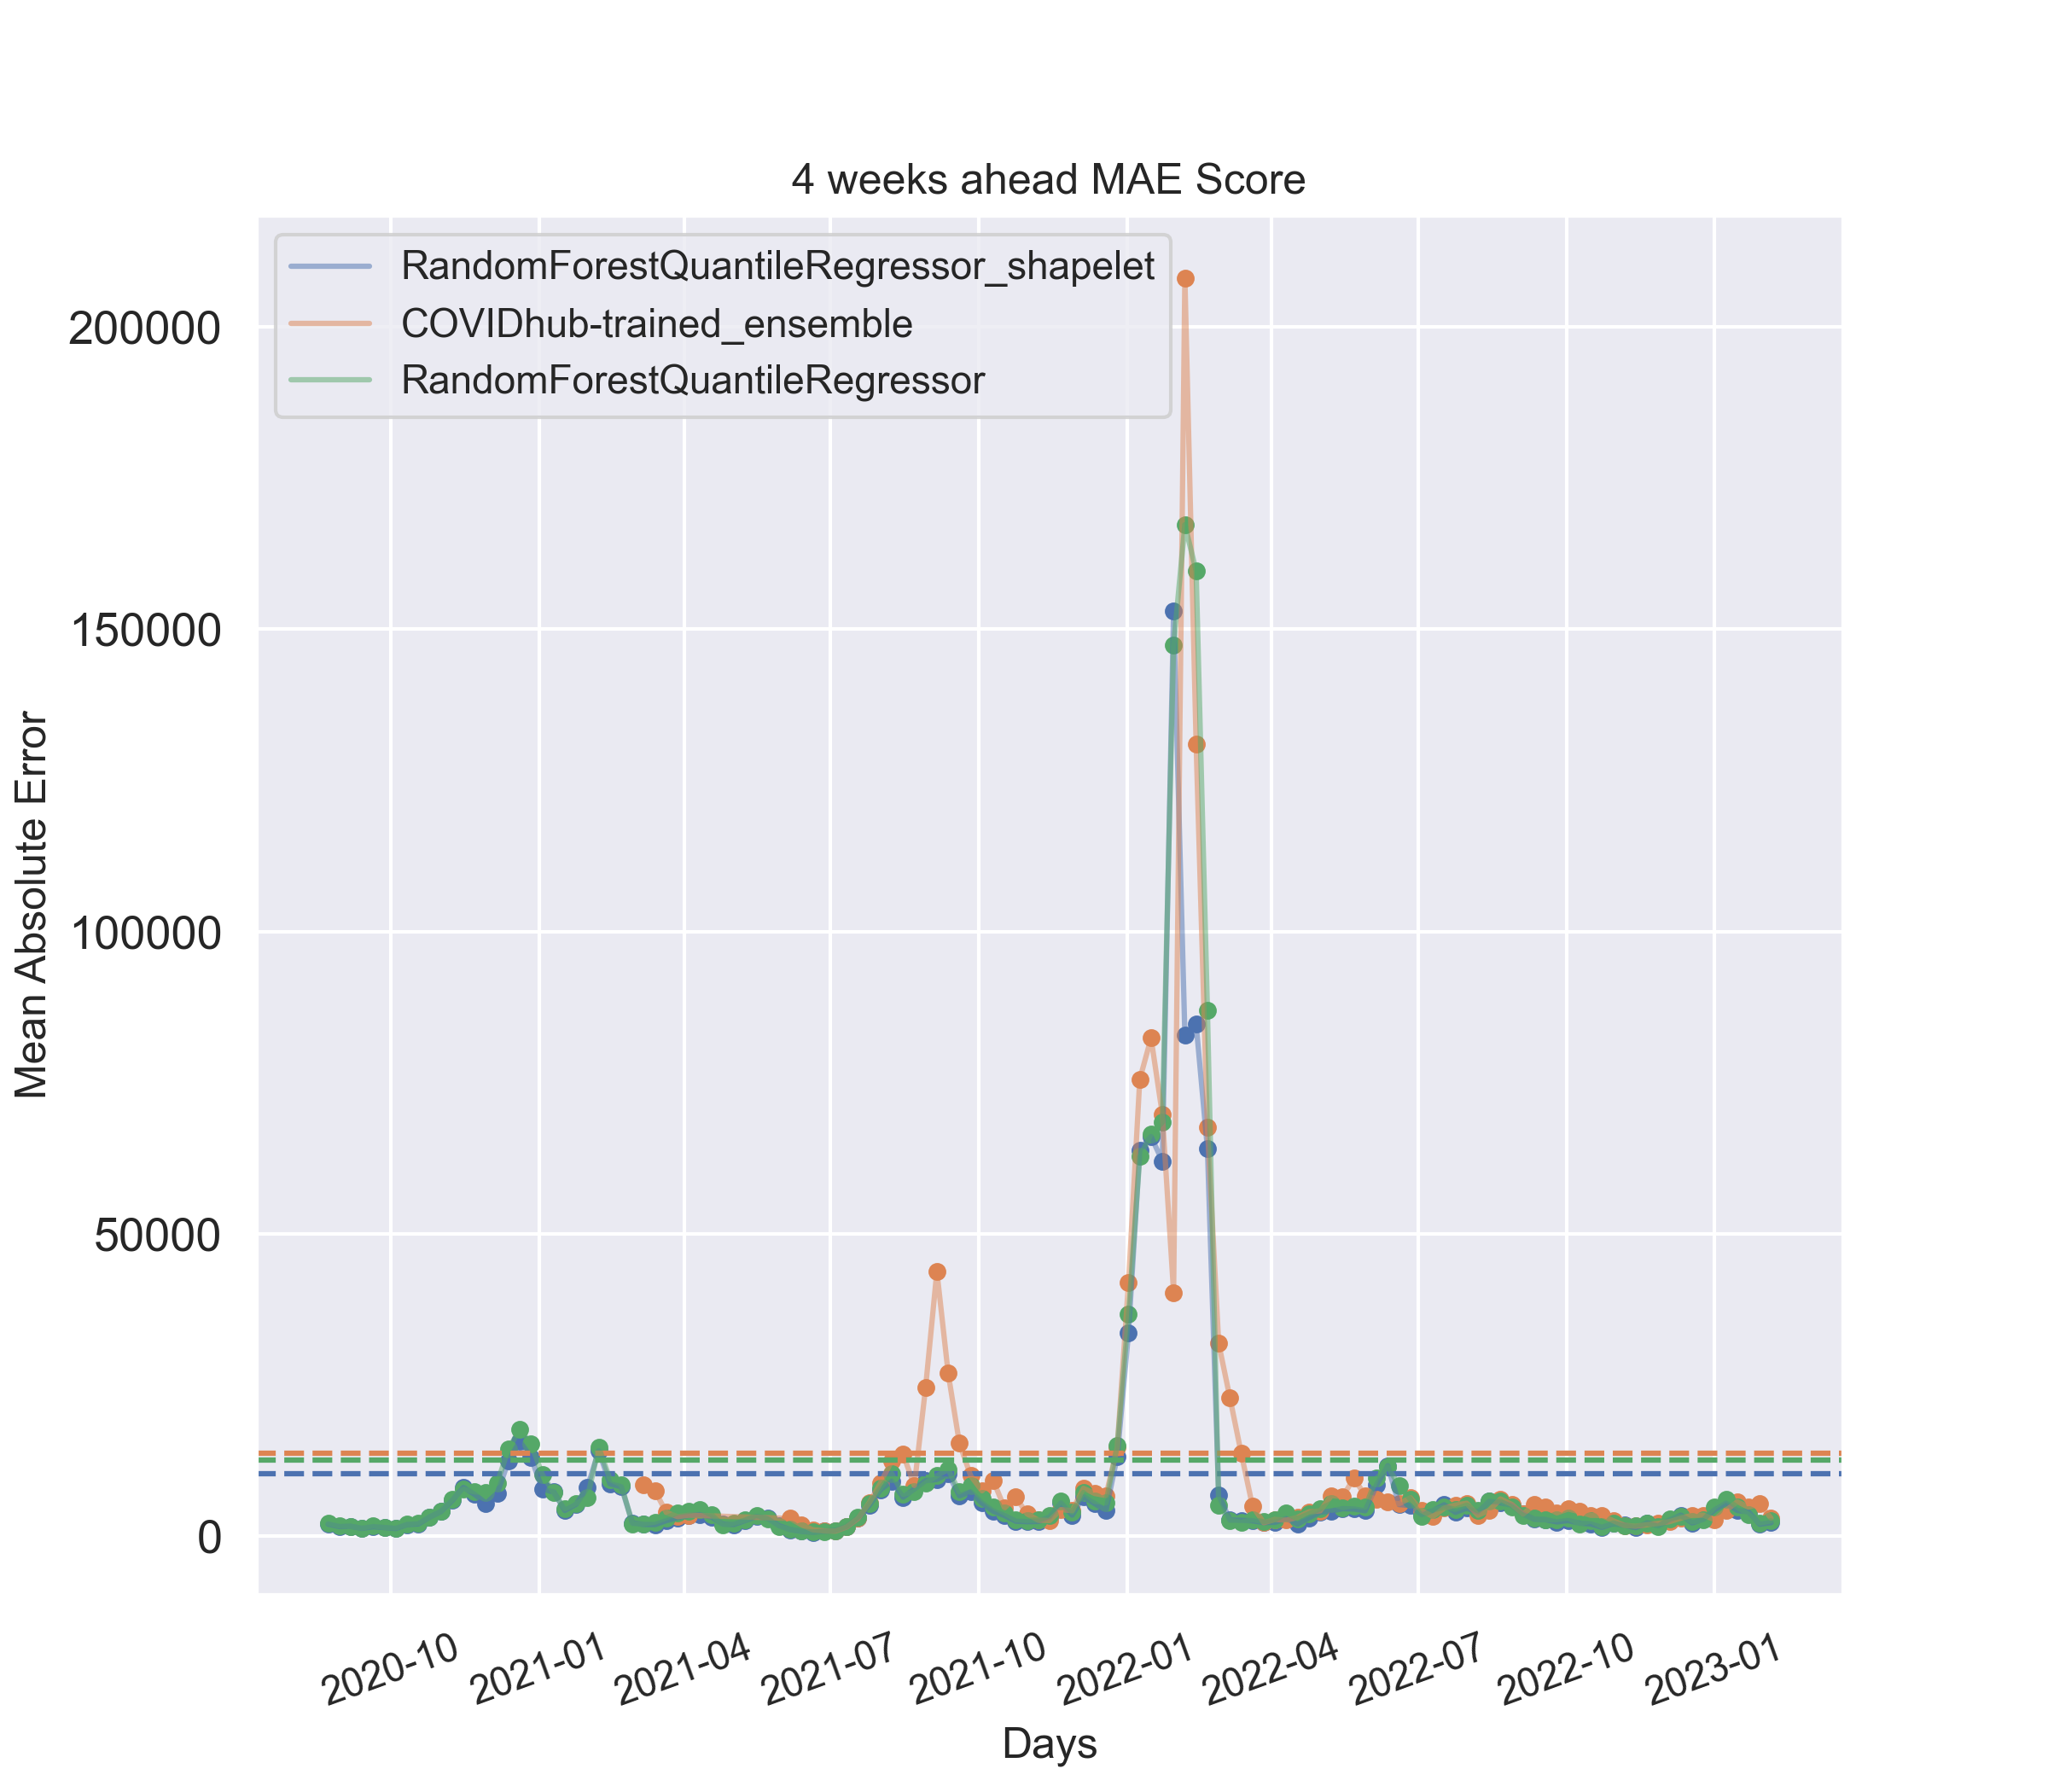 4 weeks ahead MAE Score
RandomForestQuantileRegressor_shapelet
COVIDhub-trained_ensemble
RandomForestQuantileRegressor
200000
150000
100000
50000
0
Mean Absolute Error
2020-10
2021-01
2021-04
2021-07
2021-10
2022-01
2022-04
2022-07
2022-10
2023-01
Days